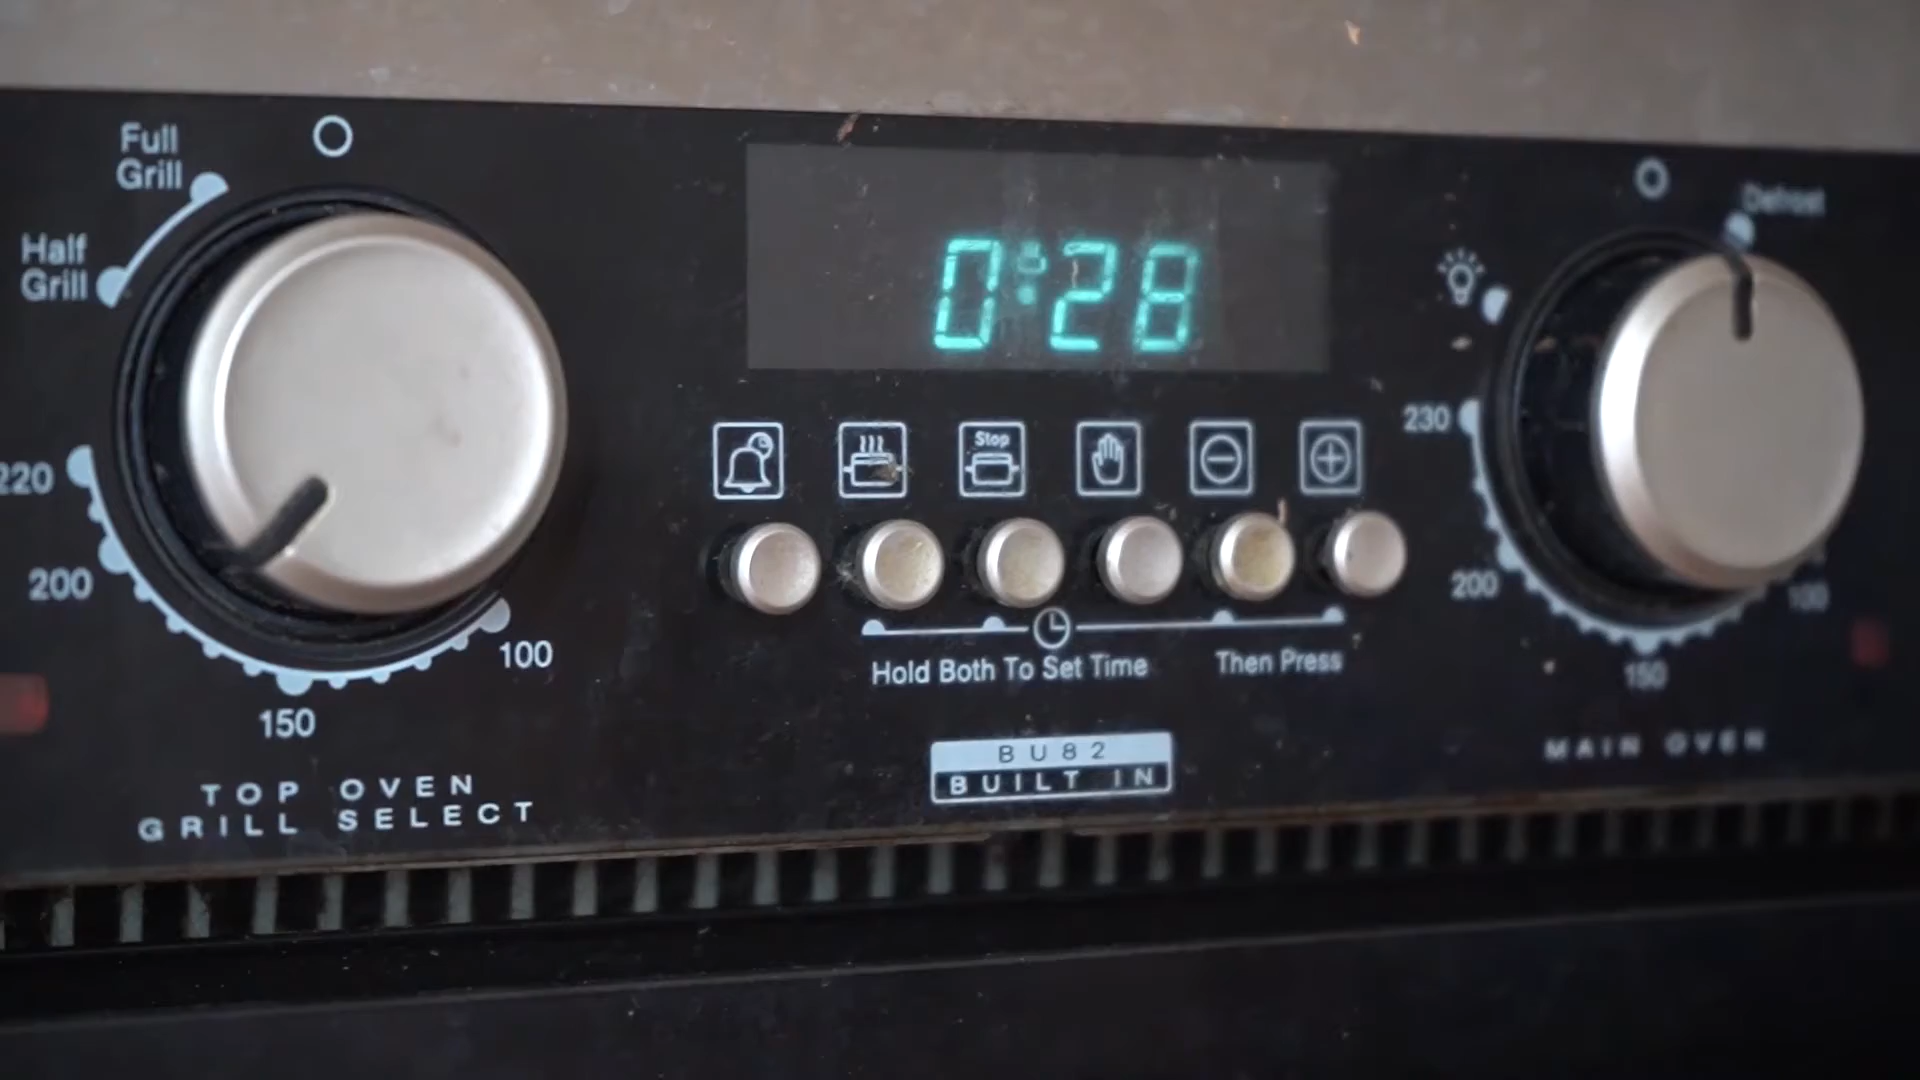 Full
Grill
Half
Grill
220
200
150
100
TOP OVEN
GRILL SELECT
0:28
Stop
Hold Both To Set Time
Then Press
BU82
BUILT IN
Defrost
230
200
150
100
MAIN OVEN